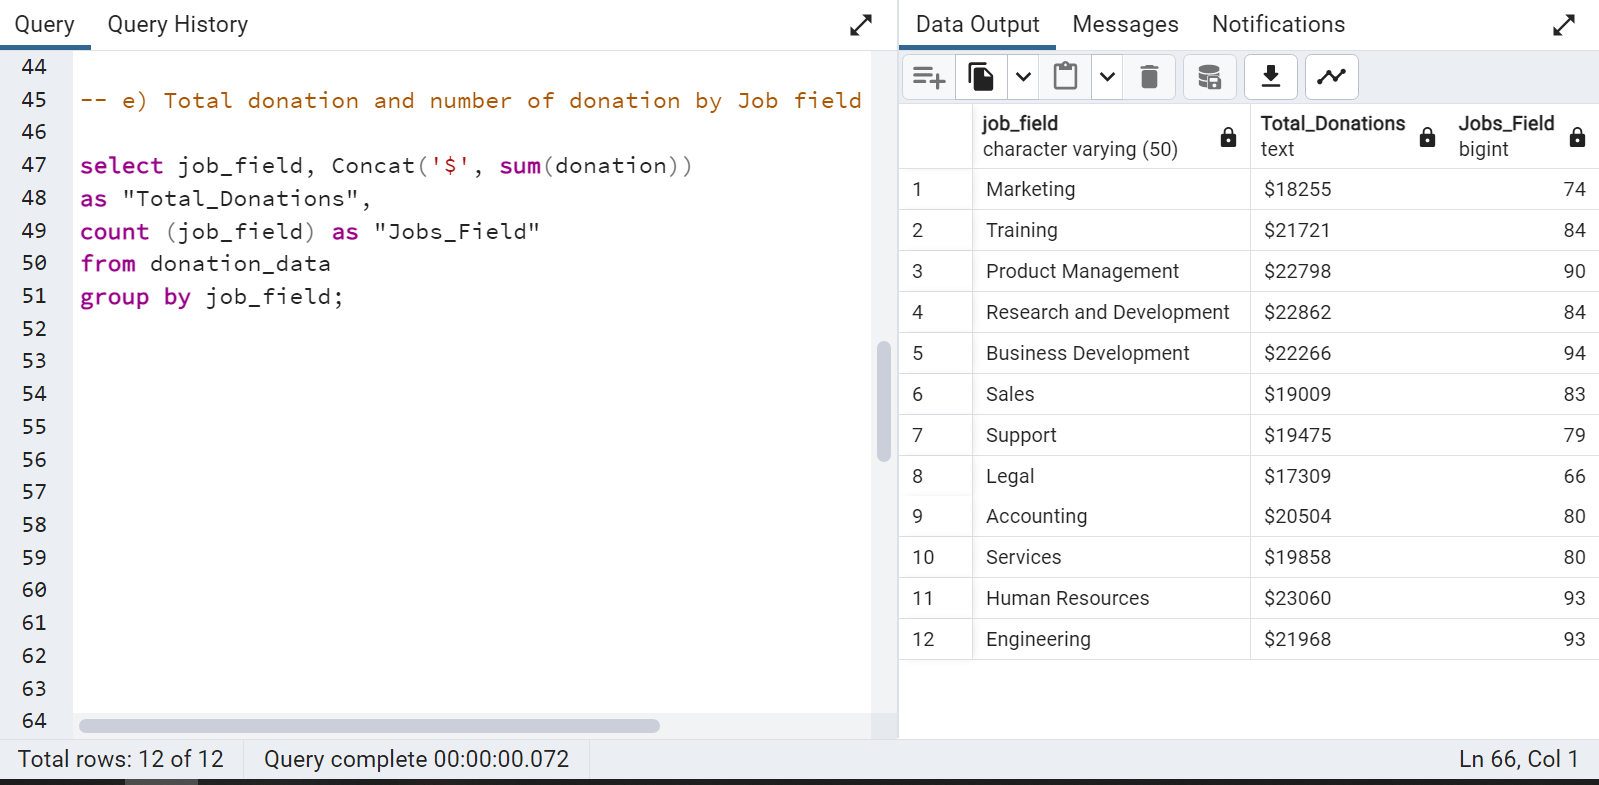 Query Query History
44
45 -- e) Total donation and number of donation by Job field
46
47 select job_field, Concat('$', sum(donation))
48 as "Total_Donations",
49 count (job_field) as "Jobs_Field"
50 from donation_data
51 group by job_field;
52
53
54
55
56
57
58
59
60
61
62
63
64
Data Output Messages Notifications
job_field Total_Donations Jobs_Field
character varying (50) text bigint
1 Marketing $18255 74
2 Training $21721 84
3 Product Management $22798 90
4 Research and Development $22862 84
5 Business Development $22266 94
6 Sales $19009 83
7 Support $19475 79
8 Legal $17309 66
9 Accounting $20504 80
10 Services $19858 80
11 Human Resources $23060 93
12 Engineering $21968 93
Total rows: 12 of 12 Query complete 00:00:00.072 Ln 66, Col 1